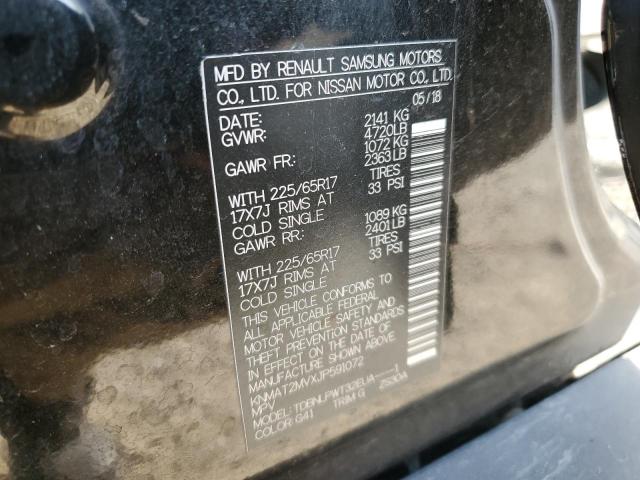 MFD BY RENAULT SAMSUNG MOTORS
CO., LTD. FOR NISSAN MOTOR CO., LTD.
DATE: 05/18
GVWR: 2141 KG
4720LB
GAWR FR: 1072 KG
2363LB
WITH 225/65R17 TIRES
17X7J RIMS AT 33 PSI
COLD SINGLE
GAWR RR: 1089 KG
2401LB
WITH 225/65R17 TIRES
17X7J RIMS AT 33 PSI
COLD SINGLE
THIS VEHICLE CONFORMS TO
ALL APPLICABLE FEDERAL
MOTOR VEHICLE SAFETY AND
THEFT PREVENTION STANDARDS
IN EFFECT ON THE DATE OF
MANUFACTURE SHOWN ABOVE.
KNMAT2MVXJP591072
MPV
MODEL: TDBNLPWT32EUA-----1
COLOR: G41 TRIM: G 2530A